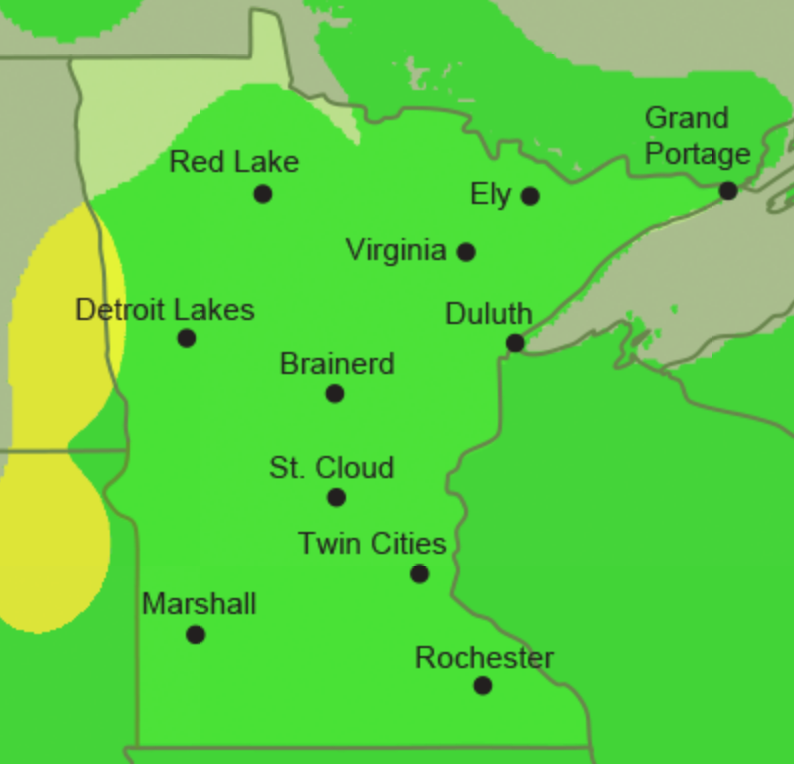 Grand
Portage
Red Lake
Ely
Virginia
Detroit Lakes
Duluth
Brainerd
St. Cloud
Twin Cities
Marshall
Rochester